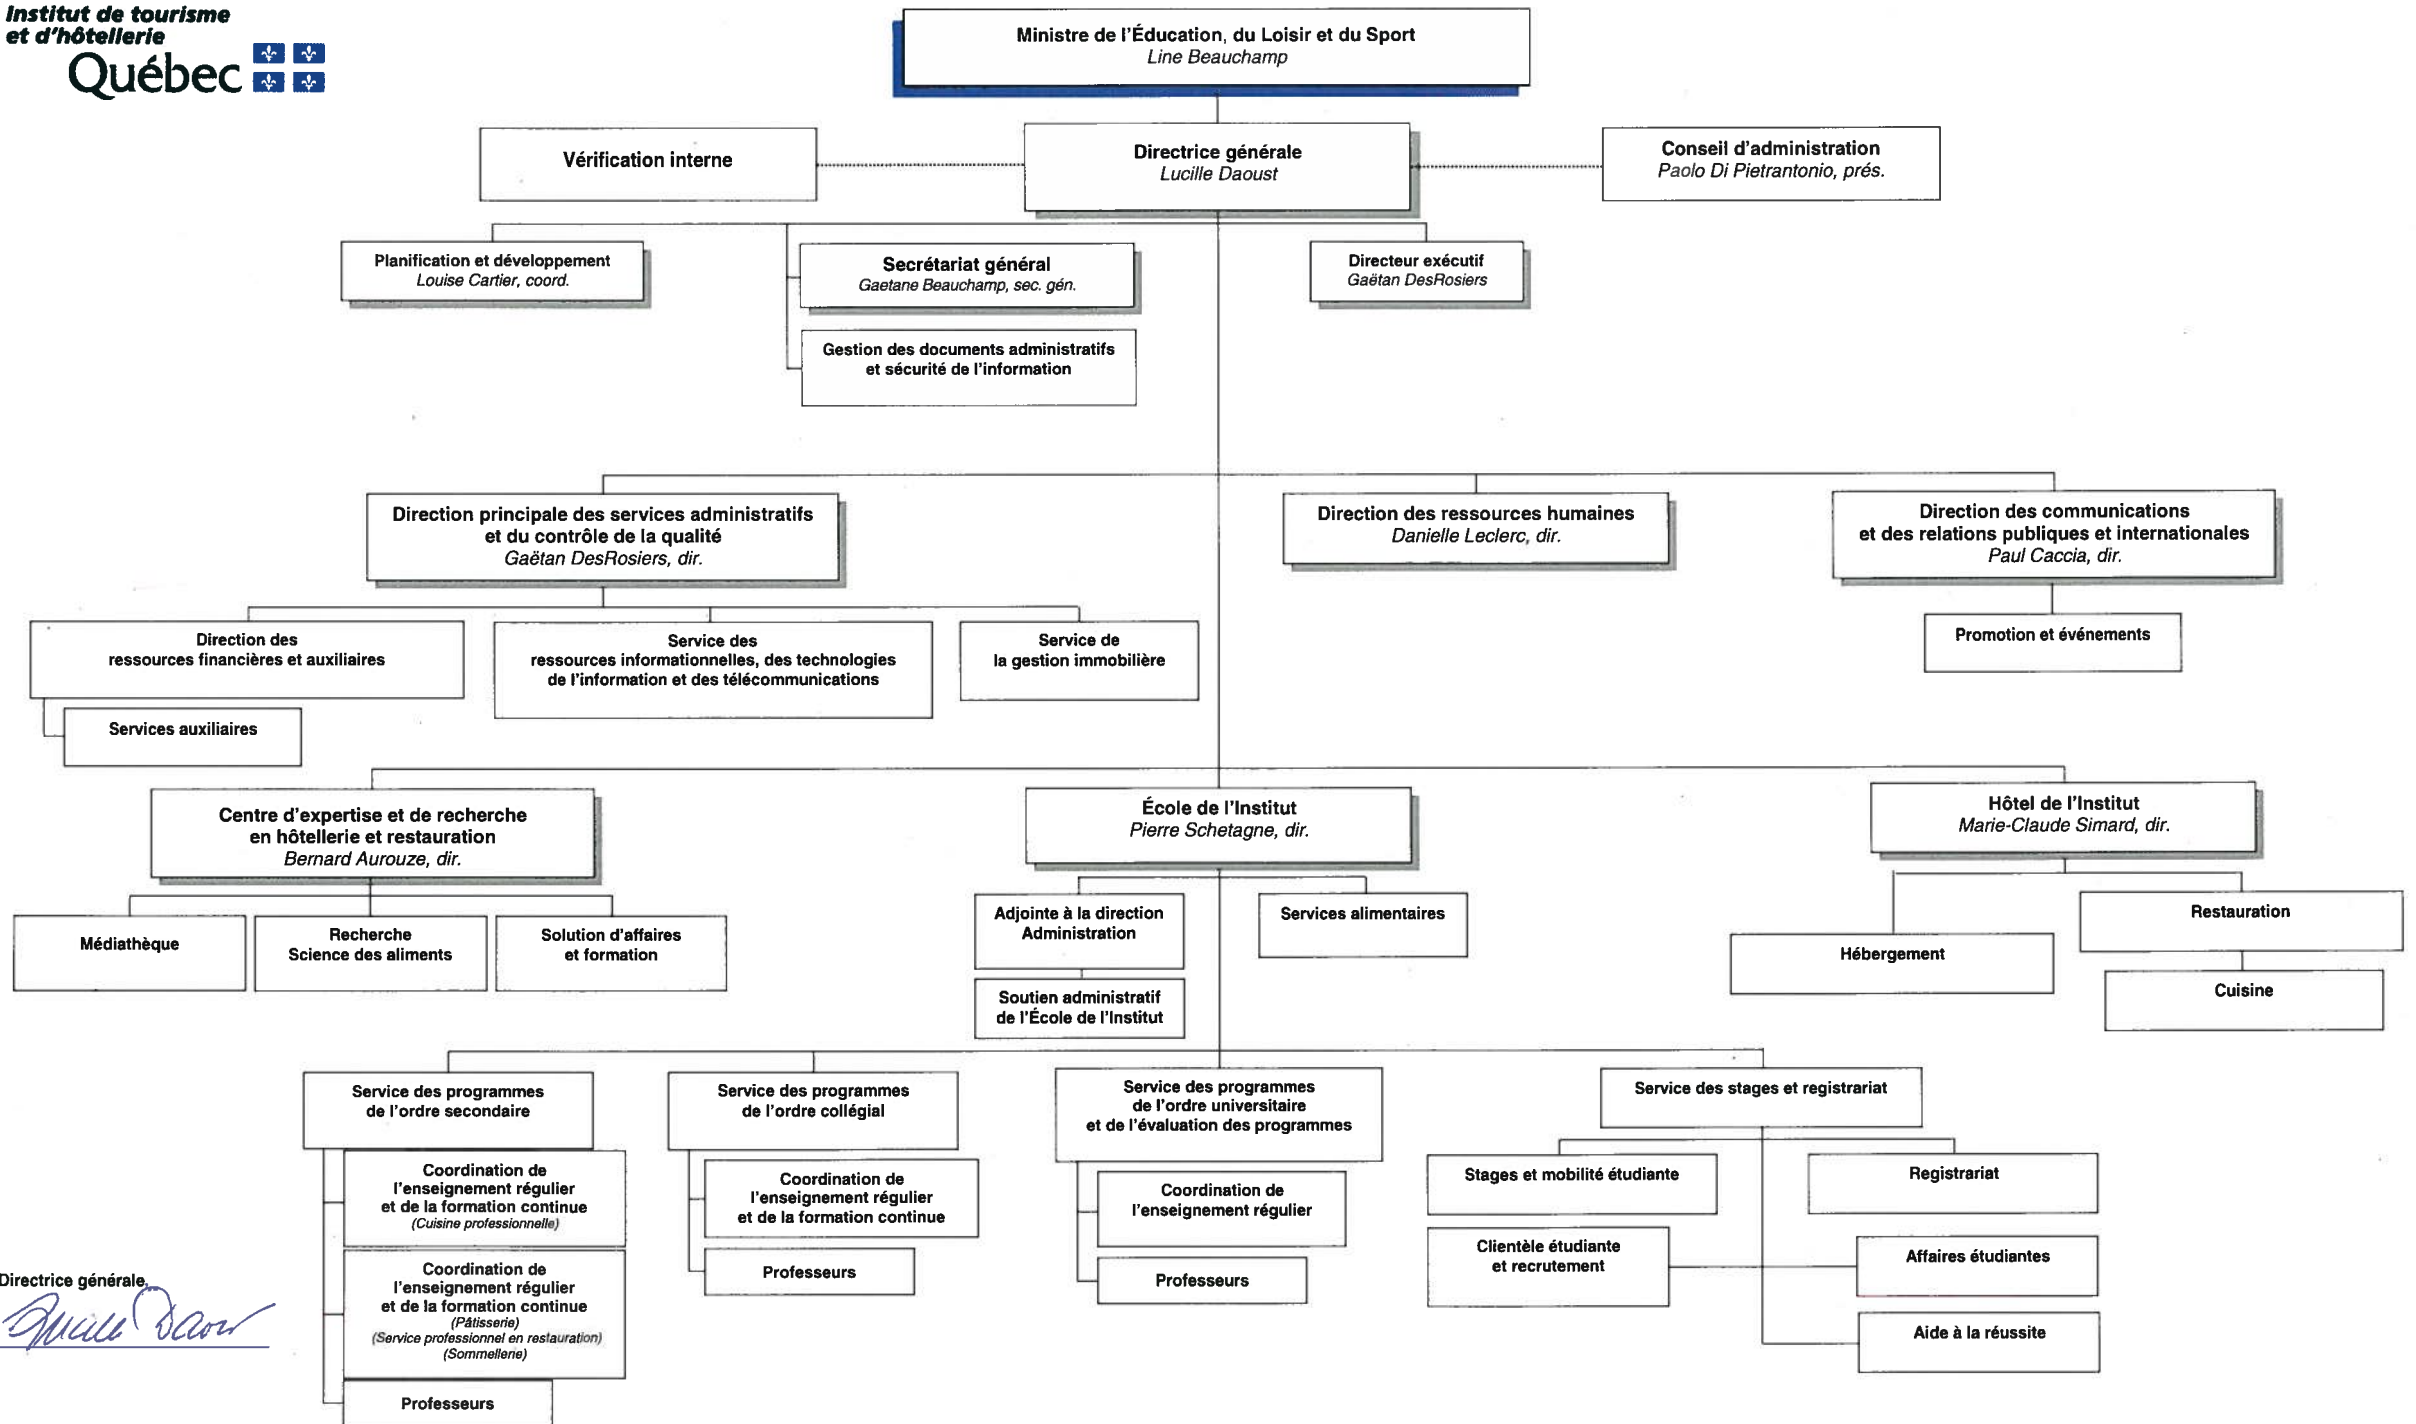 Institut de tourisme
et d'hôtellerie
Québec
Ministre de l'Éducation, du Loisir et du Sport
Line Beauchamp
Vérification interne
Directrice générale
Lucille Daoust
Conseil d'administration
Paolo Di Pietrantonio, prés.
Planification et développement
Louise Cartier, coord.
Secrétariat général
Gaetane Beauchamp, sec. gén.
Directeur exécutif
Gaëtan DesRosiers
Gestion des documents administratifs
et sécurité de l'information
Direction principale des services administratifs
et du contrôle de la qualité
Gaëtan DesRosiers, dir.
Direction des ressources humaines
Danielle Leclerc, dir.
Direction des communications
et des relations publiques et internationales
Paul Caccia, dir.
Direction des
ressources financières et auxiliaires
Service des
ressources informationnelles, des technologies
de l'information et des télécommunications
Service de
la gestion immobilière
Promotion et événements
Services auxiliaires
Centre d'expertise et de recherche
en hôtellerie et restauration
Bernard Aurouze, dir.
École de l'Institut
Pierre Schetagne, dir.
Hôtel de l'Institut
Marie-Claude Simard, dir.
Médiathèque
Recherche
Science des aliments
Solution d'affaires
et formation
Adjointe à la direction
Administration
Services alimentaires
Soutien administratif
de l'École de l'Institut
Hébergement
Restauration
Cuisine
Service des programmes
de l'ordre secondaire
Service des programmes
de l'ordre collégial
Service des programmes
de l'ordre universitaire
et de l'évaluation des programmes
Service des stages et registrariat
Coordination de
l'enseignement régulier
et de la formation continue
(Cuisine professionnelle)
Coordination de
l'enseignement régulier
et de la formation continue
(Pâtisserie)
(Service professionnel en restauration)
(Sommellerie)
Professeurs
Coordination de
l'enseignement régulier
et de la formation continue
Professeurs
Coordination de
l'enseignement régulier
Professeurs
Stages et mobilité étudiante
Registrariat
Clientèle étudiante
et recrutement
Affaires étudiantes
Aide à la réussite
Directrice générale,
Lucille Daoust